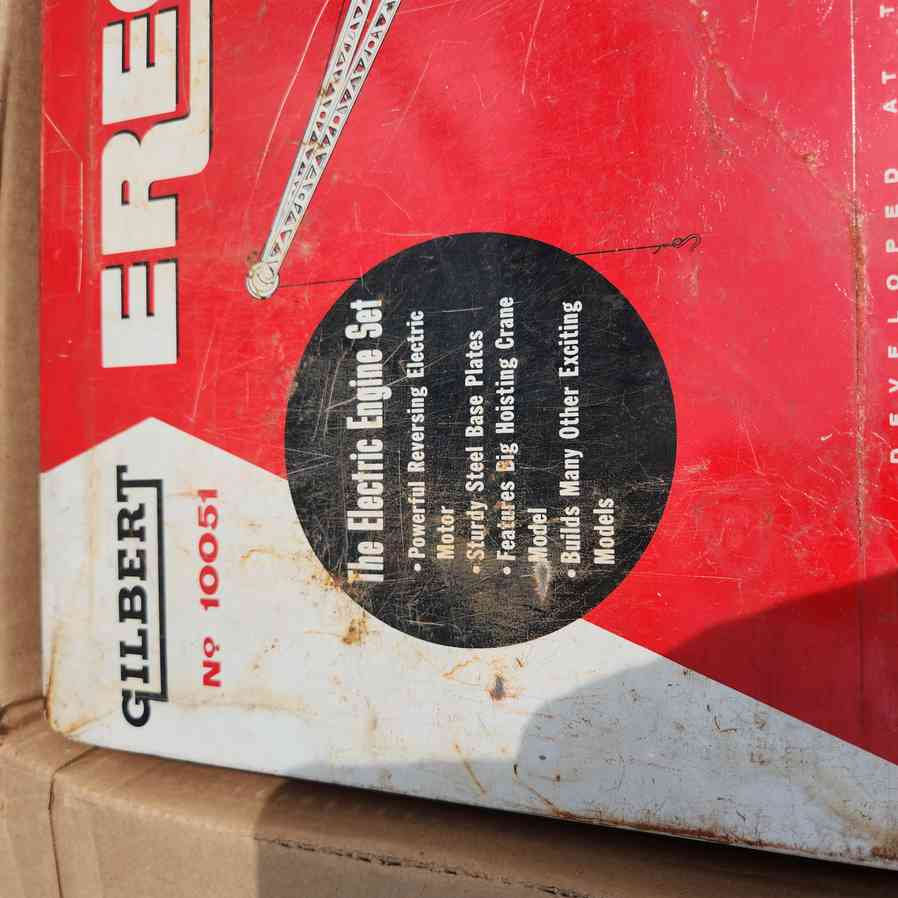 GILBERT
Nº 10051
EREC
The Electric Engine Set
• Powerful Reversing Electric
Motor
• Sturdy Steel Base Plates
• Features Big Hoisting Crane
Model
• Builds Many Other Exciting
Models
DEVELOPED AT T